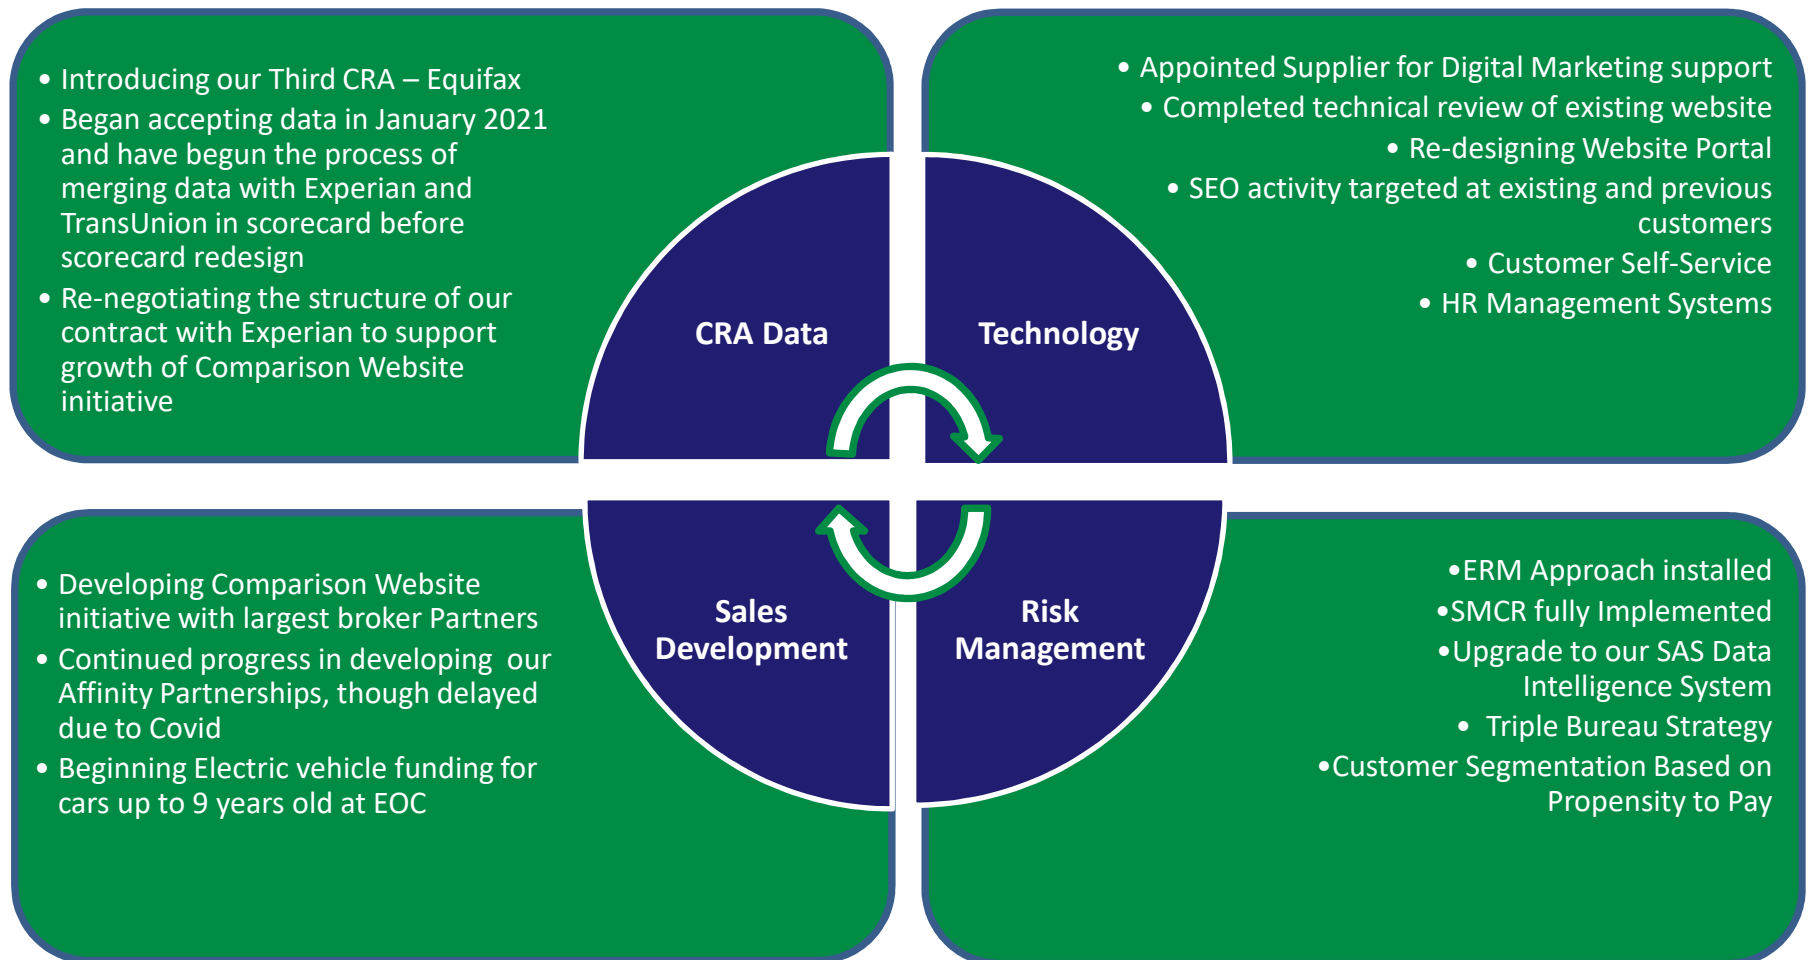 • Introducing our Third CRA – Equifax
• Began accepting data in January 2021
and have begun the process of
merging data with Experian and
TransUnion in scorecard before
scorecard redesign
• Re-negotiating the structure of our
contract with Experian to support
growth of Comparison Website
initiative
• Appointed Supplier for Digital Marketing support
• Completed technical review of existing website
• Re-designing Website Portal
• SEO activity targeted at existing and previous
customers
• Customer Self-Service
• HR Management Systems
CRA Data
Technology
Sales
Development
Risk
Management
• Developing Comparison Website
initiative with largest broker Partners
• Continued progress in developing our
Affinity Partnerships, though delayed
due to Covid
• Beginning Electric vehicle funding for
cars up to 9 years old at EOC
•ERM Approach installed
•SMCR fully Implemented
•Upgrade to our SAS Data
Intelligence System
• Triple Bureau Strategy
•Customer Segmentation Based on
Propensity to Pay